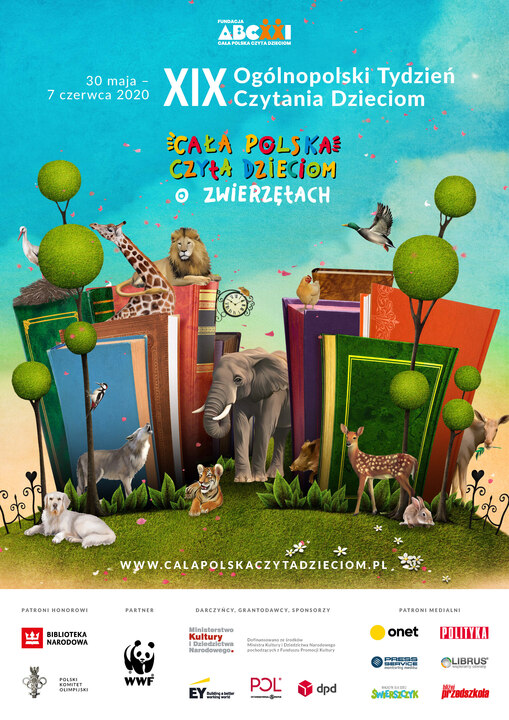 FUNDACJA
ABCXXI
CAŁA POLSKA CZYTA DZIECIOM
30 maja –
7 czerwca 2020
XIX
Ogólnopolski Tydzień
Czytania Dzieciom
CAŁA POLSKA
CZYTA DZIECIOM
O ZWIERZĘTACH
WWW.CALAPOLSKACZYTADZIECIOM.PL
PATRONI HONOROWI
PARTNER
DARCZYŃCY, GRANTODAWCY, SPONSORZY
PATRONI MEDIALNI
BIBLIOTEKA
NARODOWA
POLSKI
KOMITET
OLIMPIJSKI
WWF
Ministerstwo
Kultury
i Dziedzictwa
Narodowego.
Dofinansowano ze środków
Ministra Kultury i Dziedzictwa Narodowego
pochodzących z Funduszu Promocji Kultury
EY
Building a better
working world
POL
dpd
onet
POLITYKA
PRESS
SERVICE
monitoring mediów
LIBRUS
ŚWIERSZCZYK
bliżej
przedszkola